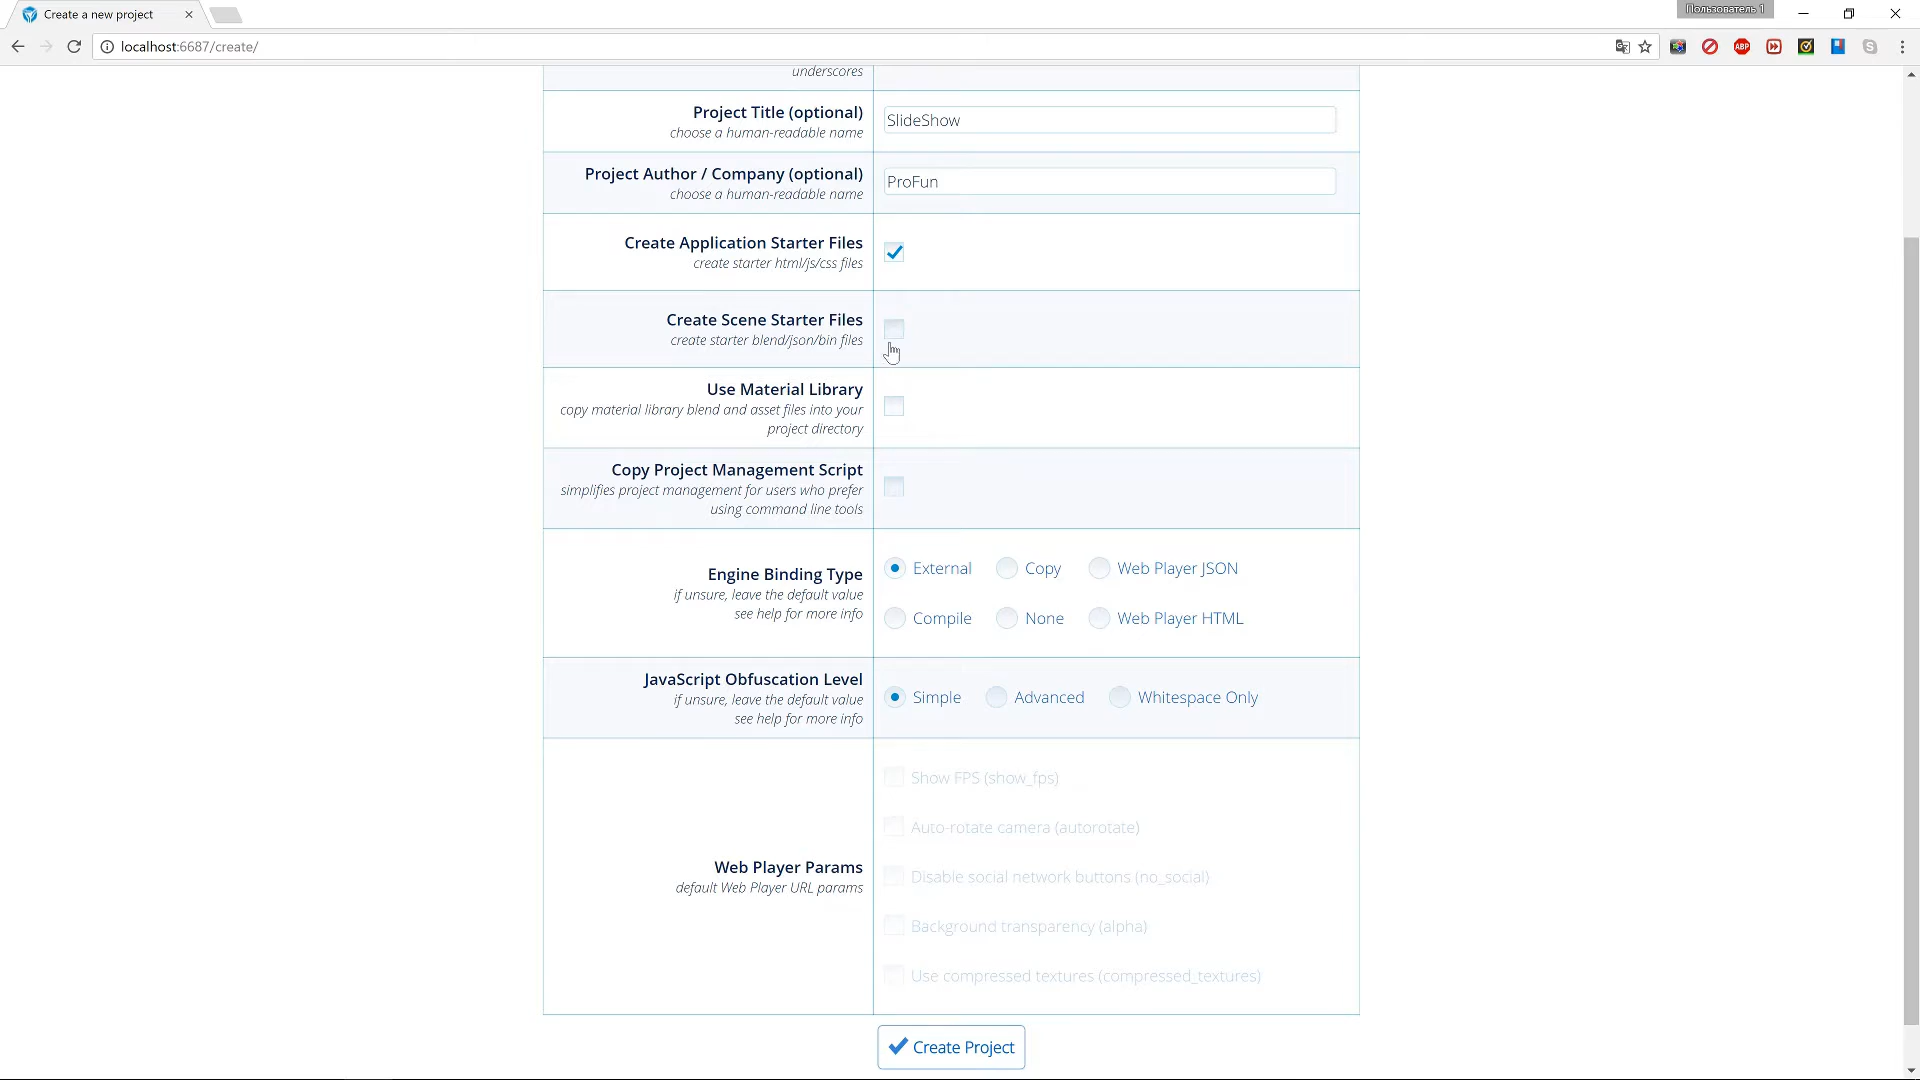 Create a new project
Пользователь 1
localhost:6687/create/
ABP
underscores
Project Title (optional)
choose a human-readable name
SlideShow
Project Author / Company (optional)
choose a human-readable name
ProFun
Create Application Starter Files
create starter html/js/css files
Create Scene Starter Files
create starter blend/json/bin files
Use Material Library
copy material library blend and asset files into your
project directory
Copy Project Management Script
simplifies project management for users who prefer
using command line tools
Engine Binding Type
if unsure, leave the default value
see help for more info
External Copy Web Player JSON
Compile None Web Player HTML
JavaScript Obfuscation Level
if unsure, leave the default value
see help for more info
Simple Advanced Whitespace Only
Web Player Params
default Web Player URL params
Show FPS (show_fps)
Auto-rotate camera (autorotate)
Disable social network buttons (no_social)
Background transparency (alpha)
Use compressed textures (compressed_textures)
Create Project